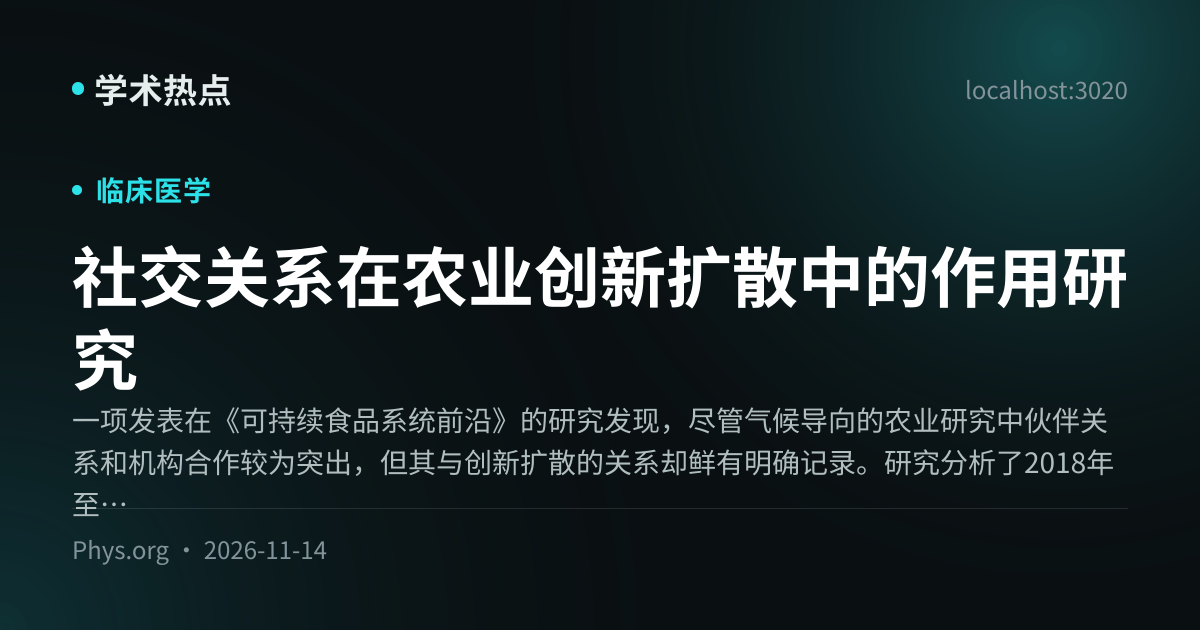 学术热点
localhost:3020
临床医学
社交关系在农业创新扩散中的作用研
究
一项发表在《可持续食品系统前沿》的研究发现，尽管气候导向的农业研究中伙伴关
系和机构合作较为突出，但其与创新扩散的关系却鲜有明确记录。研究分析了2018年
至…
Phys.org • 2026-11-14